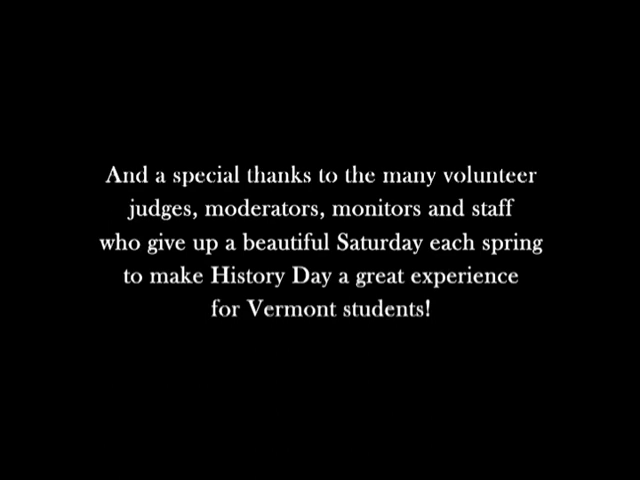 And a special thanks to the many volunteer
judges, moderators, monitors and staff
who give up a beautiful Saturday each spring
to make History Day a great experience
for Vermont students!